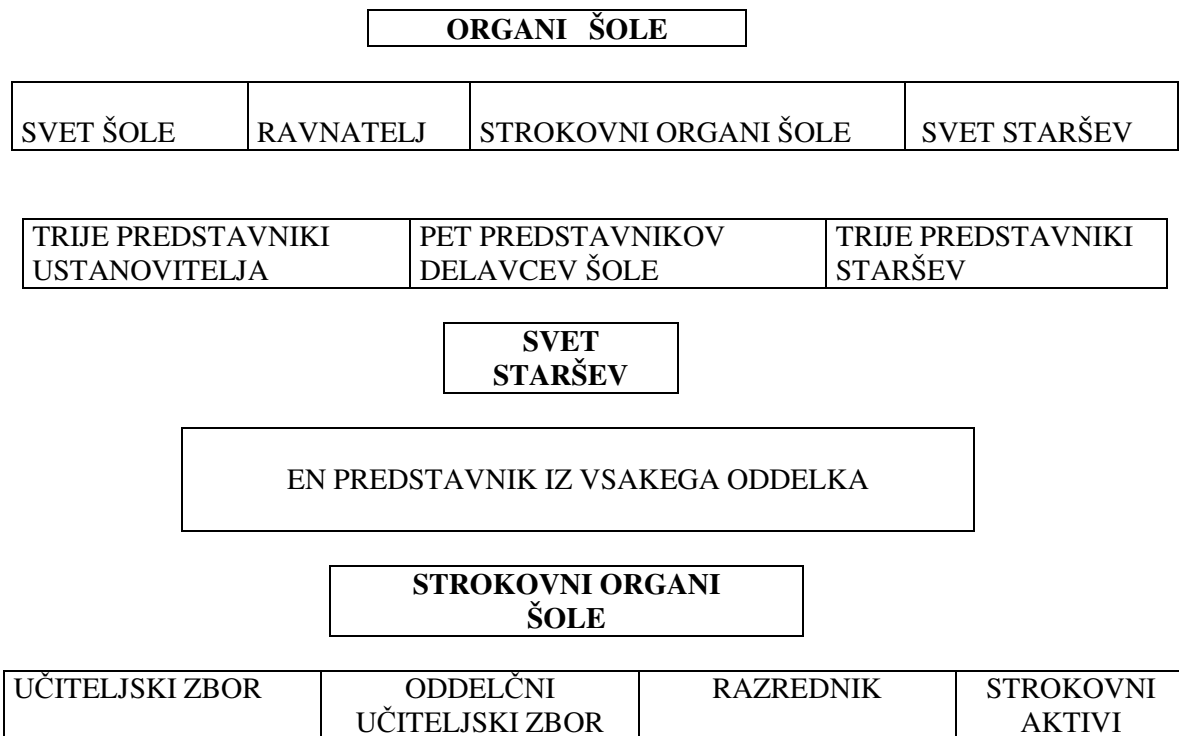 ORGANI ŠOLE
SVET ŠOLE RAVNATELJ STROKOVNI ORGANI ŠOLE SVET STARŠEV
TRIJE PREDSTAVNIKI USTANOVITELJA
PET PREDSTAVNIKOV DELAVCEV ŠOLE
TRIJE PREDSTAVNIKI STARŠEV
SVET
STARŠEV
EN PREDSTAVNIK IZ VSAKEGA ODDELKA
STROKOVNI ORGANI
ŠOLE
UČITELJSKI ZBOR
ODDELČNI
UČITELJSKI ZBOR
RAZREDNIK
STROKOVNI
AKTIVI